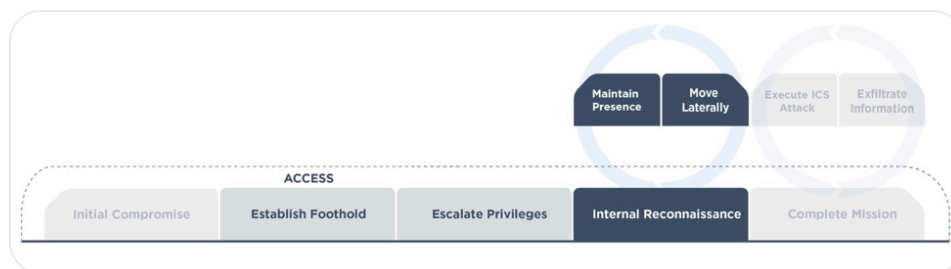 Maintain Presence
Move Laterally
Execute ICS Attack
Exfiltrate Information
ACCESS
Initial Compromise
Establish Foothold
Escalate Privileges
Internal Reconnaissance
Complete Mission